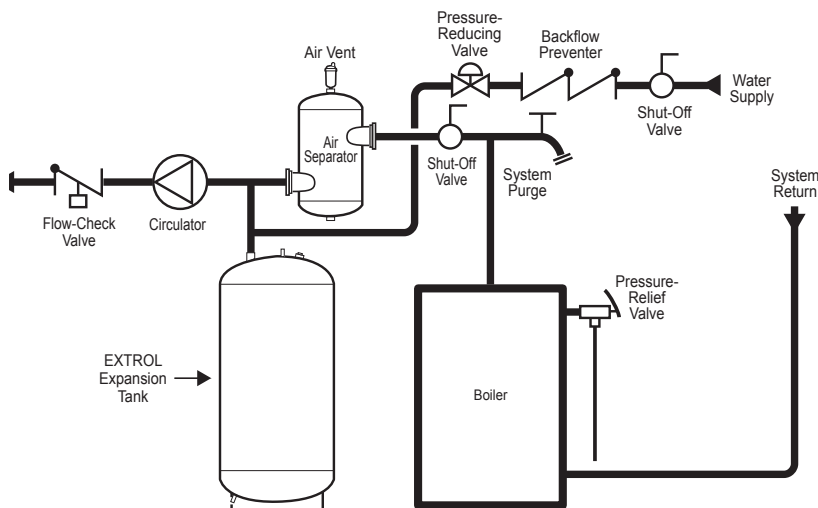 Pressure-
Reducing
Valve
Backflow
Preventer
Air Vent
Water
Supply
Shut-Off
Valve
Air
Separator
Shut-Off
Valve
System
Purge
System
Return
Flow-Check
Valve
Circulator
Pressure-
Relief
Valve
EXTROL
Expansion
Tank
Boiler